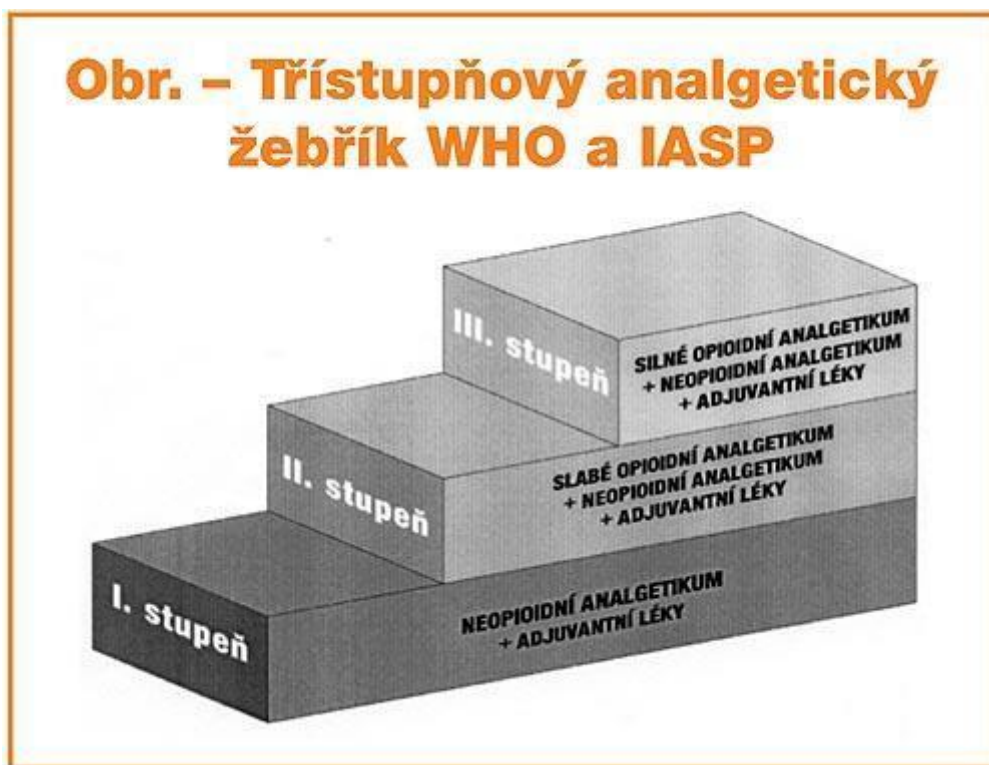 Obr. – Třístupňový analgetický
žebřík WHO a IASP
III. stupeň
SILNÉ OPIOIDNÍ ANALGETIKUM
+ NEOPIOIDNÍ ANALGETIKUM
+ ADJUVANTNÍ LÉKY
II. stupeň
SLABÉ OPIOIDNÍ ANALGETIKUM
+ NEOPIOIDNÍ ANALGETIKUM
+ ADJUVANTNÍ LÉKY
I. stupeň
NEOPIOIDNÍ ANALGETIKUM
+ ADJUVANTNÍ LÉKY